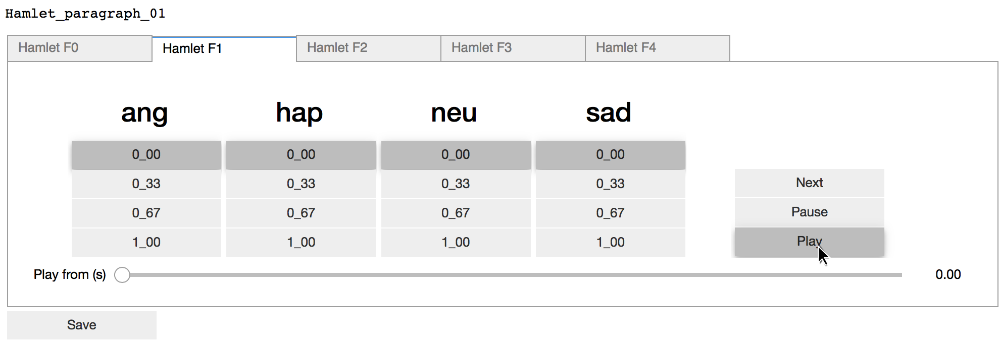 Hamlet_paragraph_01
Hamlet F0 Hamlet F1 Hamlet F2 Hamlet F3 Hamlet F4
ang hap neu sad
0_00 0_00 0_00 0_00
0_33 0_33 0_33 0_33 Next
0_67 0_67 0_67 0_67 Pause
1_00 1_00 1_00 1_00 Play
Play from (s) 0.00
Save